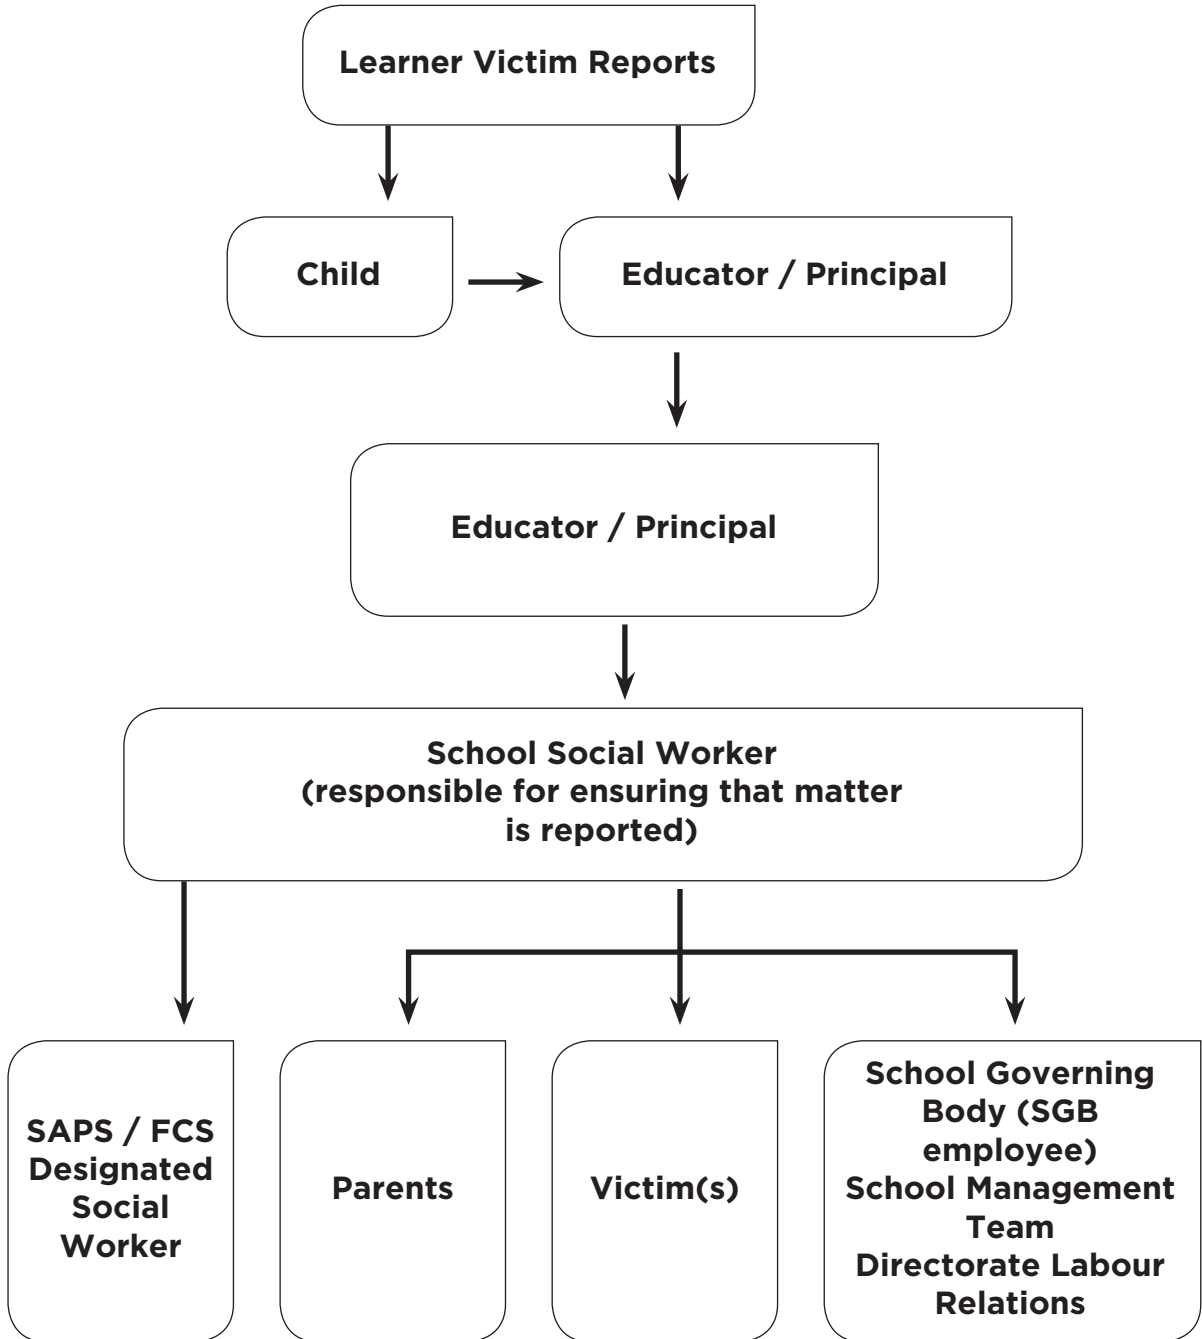 Learner Victim Reports
Child
Educator / Principal
Educator / Principal
School Social Worker
(responsible for ensuring that matter
is reported)
SAPS / FCS
Designated
Social
Worker
Parents
Victim(s)
School Governing
Body (SGB
employee)
School Management
Team
Directorate Labour
Relations